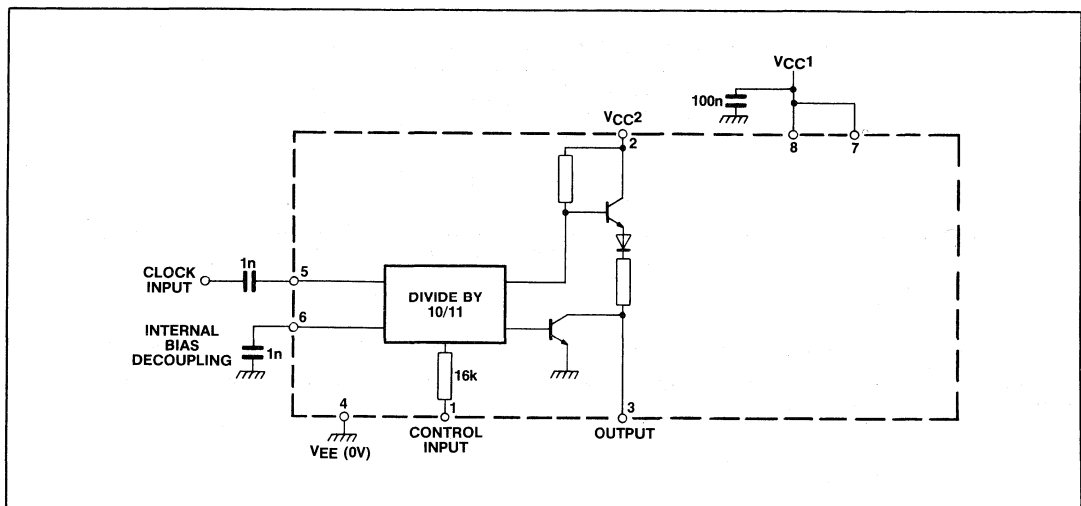 VCC1
100n
VCC2
2
8
7
CLOCK
INPUT
1n
5
DIVIDE BY
10/11
6
INTERNAL
BIAS
DECOUPLING
1n
16k
4
1
3
VEE (0V)
CONTROL
INPUT
OUTPUT